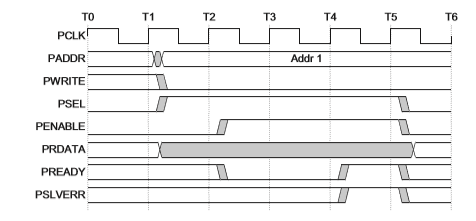 T0 T1 T2 T3 T4 T5 T6
PCLK
PADDR Addr 1
PWRITE
PSEL
PENABLE
PRDATA
PREADY
PSLVERR